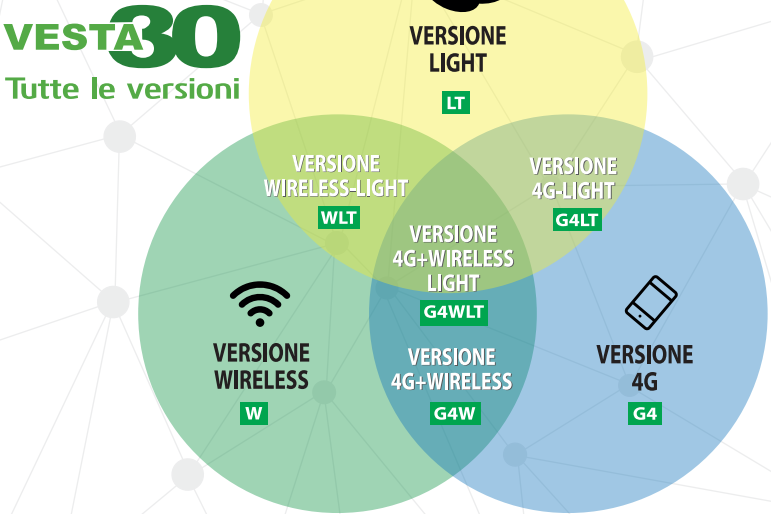 VESTA30
Tutte le versioni
VERSIONE
LIGHT
LT
VERSIONE
WIRELESS-LIGHT
WLT
VERSIONE
4G-LIGHT
G4LT
VERSIONE
4G+WIRELESS
LIGHT
G4WLT
VERSIONE
WIRELESS
W
VERSIONE
4G+WIRELESS
G4W
VERSIONE
4G
G4